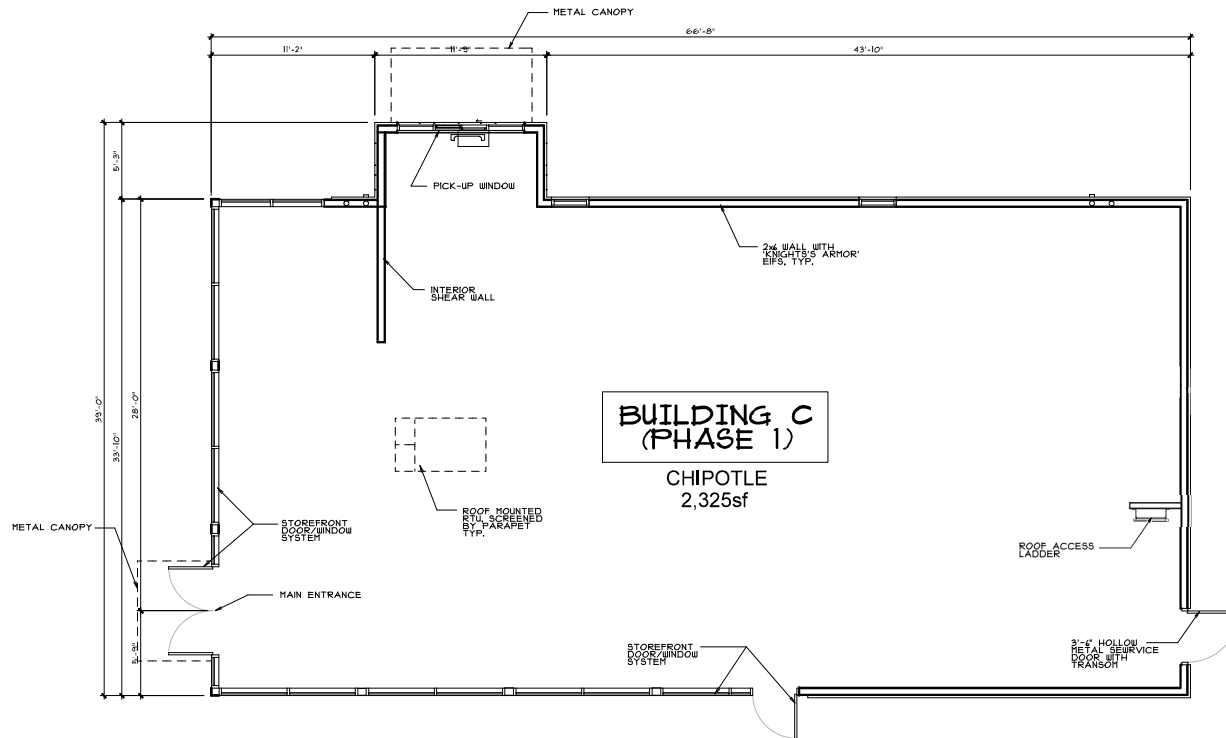 METAL CANOPY
66'-8"
11'-2"
11'-9"
43'-10"
5'-3"
PICK-UP WINDOW
2x6 WALL WITH
'KNIGHTS'S ARMOR'
EIFS, TYP.
INTERIOR
SHEAR WALL
39'-0"
33'-10"
28'-0"
BUILDING C
(PHASE 1)
CHIPOTLE
2,325sf
ROOF MOUNTED
RTU, SCREENED
BY PARAPET
TYP.
METAL CANOPY
STOREFRONT
DOOR/WINDOW
SYSTEM
ROOF ACCESS
LADDER
MAIN ENTRANCE
5'-9"
STOREFRONT
DOOR/WINDOW
SYSTEM
3'-6" HOLLOW
METAL SEWRVICE
DOOR WITH
TRANSOM